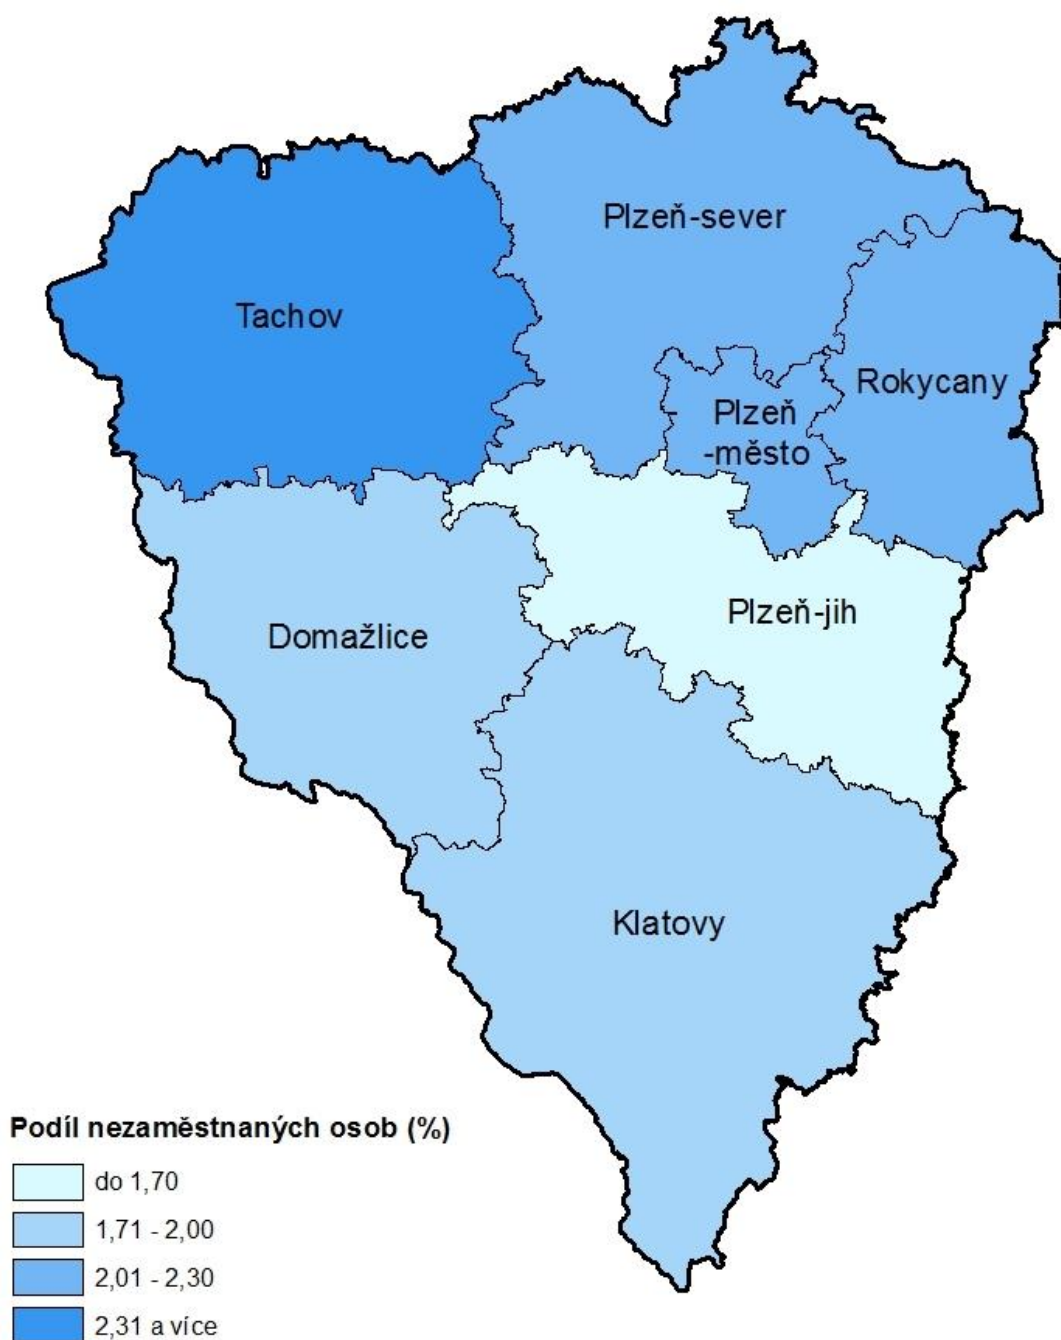 Plzeň-sever
Tachov
Rokycany
Plzeň
-město
Plzeň-jih
Domažlice
Klatovy
Podíl nezaměstnaných osob (%)
do 1,70
1,71 - 2,00
2,01 - 2,30
2,31 a více